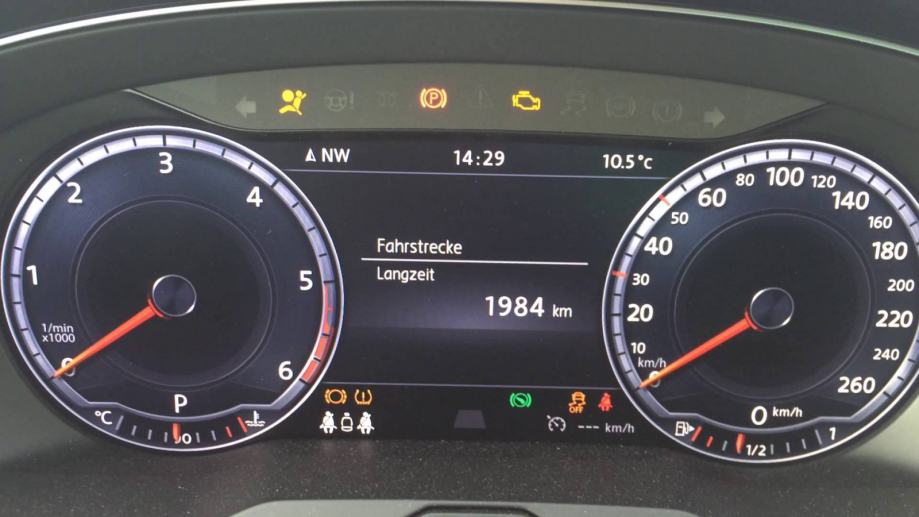 NW 14:29 10.5°C
1/min
x1000
0 1 2 3 4 5 6
P
°C
90
Fahrstrecke
Langzeit
1984 km
OFF
--- km/h
0 10 20 30 40 50 60 80 100 120 140 160 180 200 220 240 260
km/h
0 km/h
1/2 1